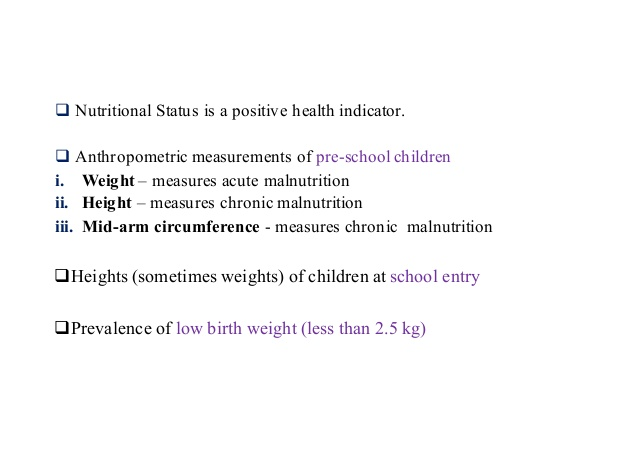 ❑ Nutritional Status is a positive health indicator.
❑ Anthropometric measurements of pre-school children
i. Weight – measures acute malnutrition
ii. Height – measures chronic malnutrition
iii. Mid-arm circumference - measures chronic malnutrition
❑Heights (sometimes weights) of children at school entry
❑Prevalence of low birth weight (less than 2.5 kg)